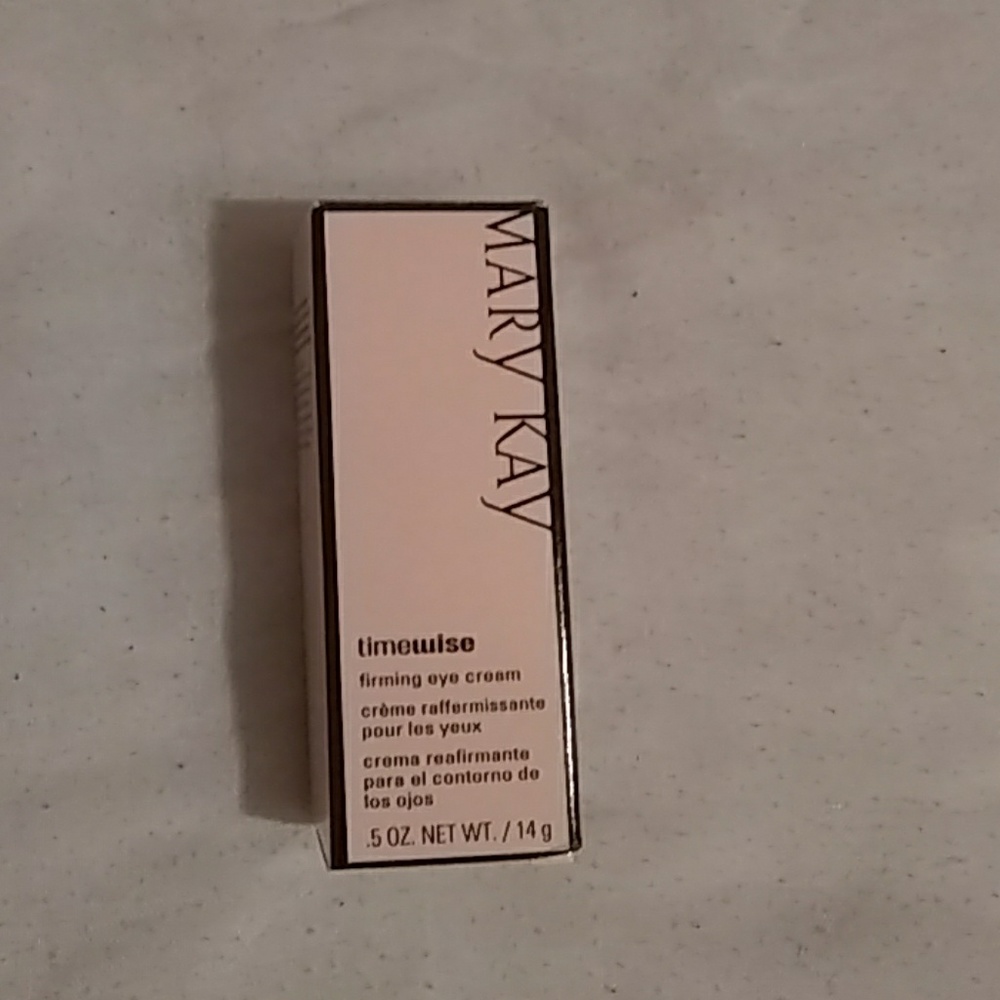 MARY KAY
timewise
firming eye cream
crème raffermissante
pour les yeux
crema reafirmante
para el contorno de
los ojos
.5 OZ. NET WT. / 14 g